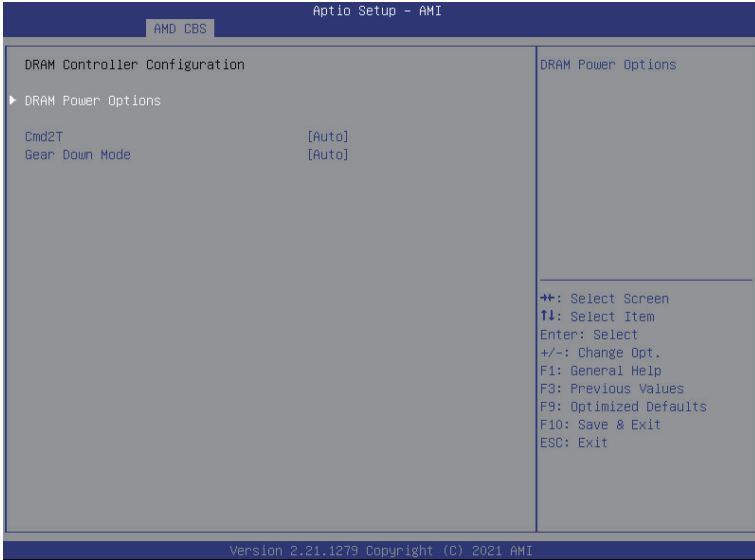 Aptio Setup – AMI
AMD CBS
DRAM Controller Configuration
DRAM Power Options
Cmd2T [Auto]
Gear Down Mode [Auto]
DRAM Power Options
→←: Select Screen
↑↓: Select Item
Enter: Select
+/-: Change Opt.
F1: General Help
F3: Previous Values
F9: Optimized Defaults
F10: Save & Exit
ESC: Exit
Version 2.21.1279 Copyright (C) 2021 AMI